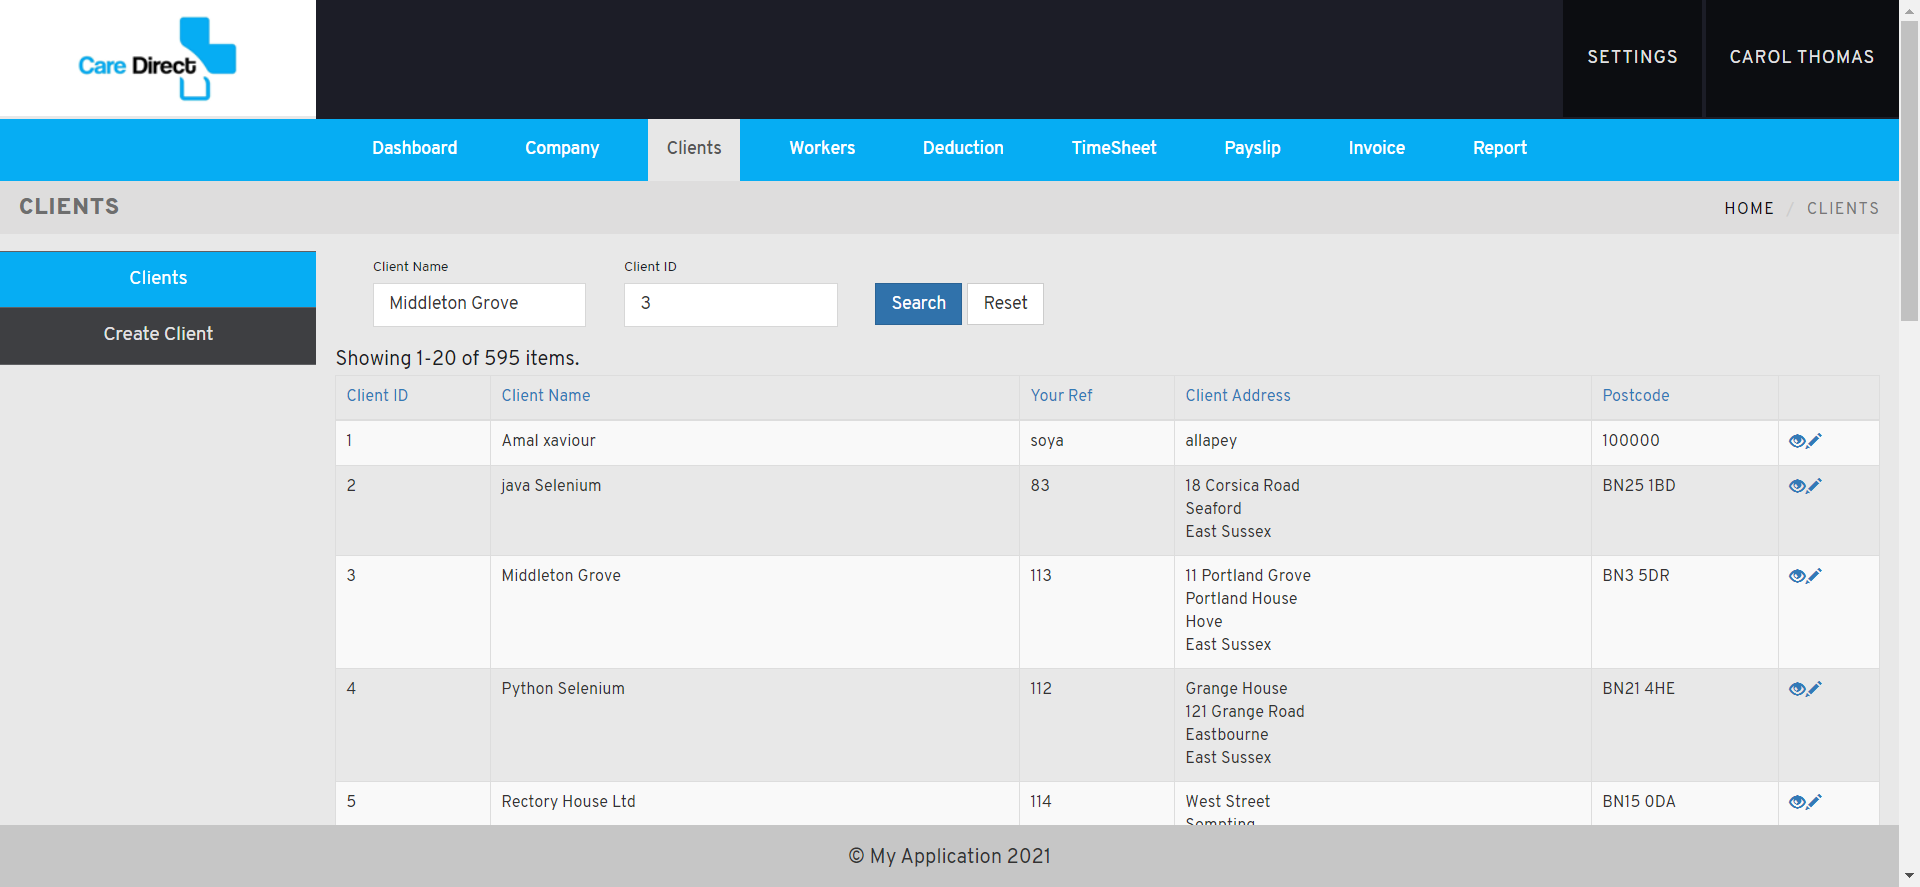 Care Direct
SETTINGS
CAROL THOMAS
Dashboard
Company
Clients
Workers
Deduction
TimeSheet
Payslip
Invoice
Report
CLIENTS
HOME / CLIENTS
Clients
Create Client
Client Name
Client ID
Middleton Grove
3
Search
Reset
Showing 1-20 of 595 items.
Client ID Client Name Your Ref Client Address Postcode
1 Amal xaviour soya allapey 100000
2 java Selenium 83 18 Corsica Road BN25 1BD
Seaford
East Sussex
3 Middleton Grove 113 11 Portland Grove BN3 5DR
Portland House
Hove
East Sussex
4 Python Selenium 112 Grange House BN21 4HE
121 Grange Road
Eastbourne
East Sussex
5 Rectory House Ltd 114 West Street BN15 0DA
Sompting
© My Application 2021